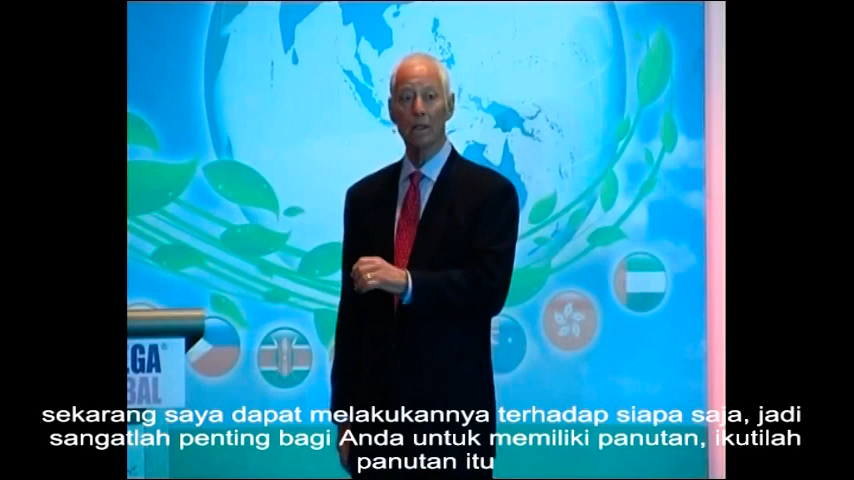 EGA®
BAL
sekarang saya dapat melakukannya terhadap siapa saja, jadi
sangatlah penting bagi Anda untuk memiliki panutan, ikutilah
panutan itu